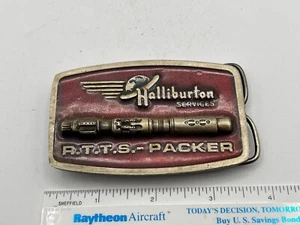 Halliburton
SERVICES
R.T.T.S.-PACKER
SHEFFIELD
1 2 3 4
Raytheon Aircraft
TODAY'S DECISION, TOMORRO
Buy U. S. Savings Bond